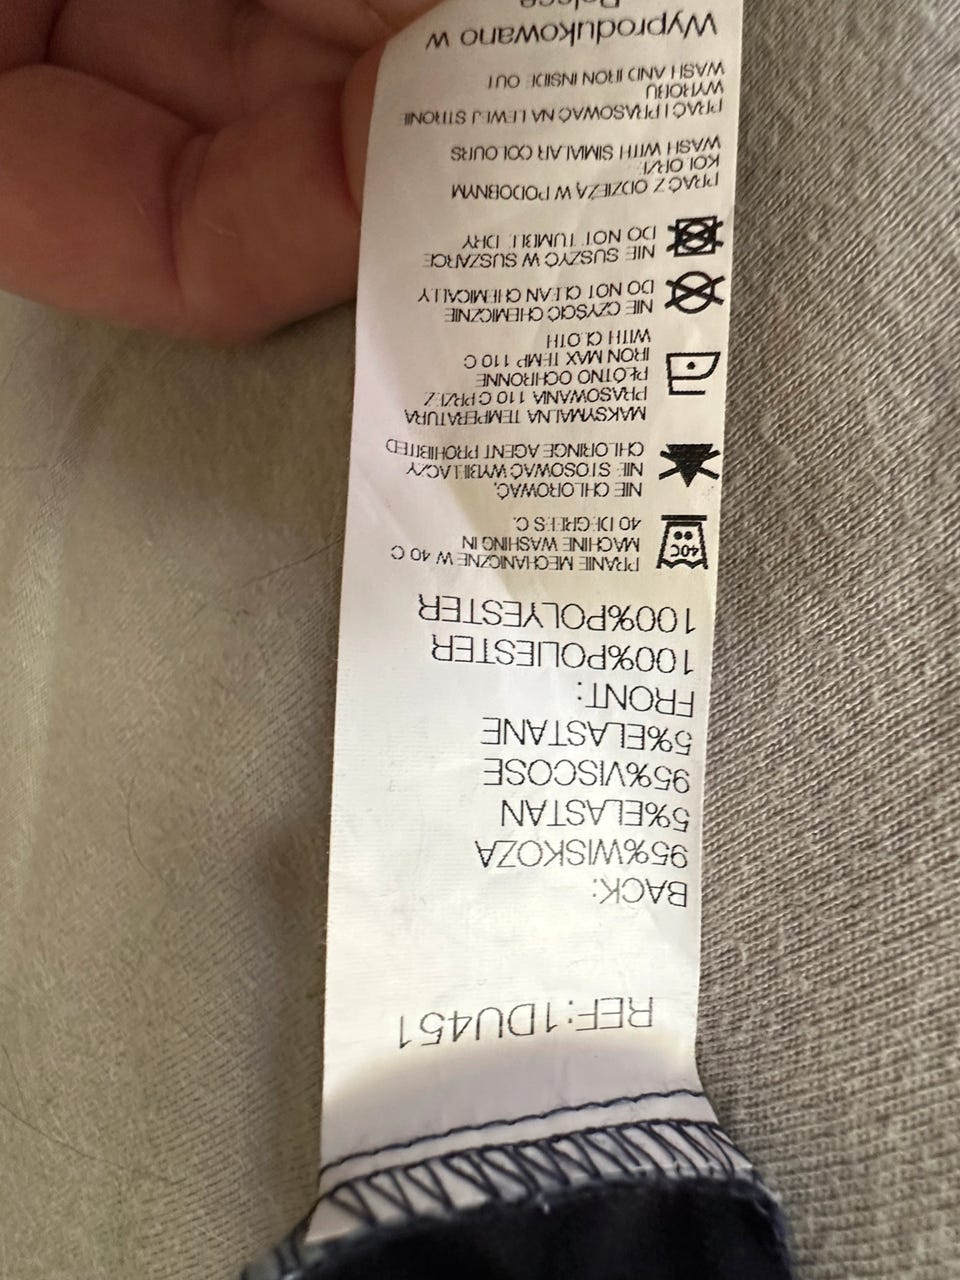 REF:1DU451
BACK:
95%WISKOZA
5%ELASTAN
95%VISCOSE
5%ELASTANE
FRONT:
100%POLIESTER
100%POLYESTER
40C
PRANIE MECHANICZNE W 40 C
MACHINE WASHING IN
40 DEGREES C.
NIE CHLOROWAĆ,
NIE STOSOWAĆ WYBIELACZY
CHLORINGE AGENT PROHIBITED
MAKSYMALNA TEMPERATURA
PRASOWANIA 110 C PRZEZ
PŁÓTNO OCHRONNE
IRON MAX TEMP 110 C
WITH CLOTH
NIE CZYŚCIĆ CHEMICZNIE
DO NOT CLEAN CHEMICALLY
NIE SUSZYĆ W SUSZARCE
DO NOT TUMBLE DRY
PRAĆ Z ODZIEŻĄ W PODOBNYM
KOLORZE
WASH WITH SIMALAR COLOURS
PRAĆ I PRASOWAĆ NA LEWEJ STRONIE
WYROBU
WASH AND IRON INSIDE OUT
Wyprodukowano w
Polsce